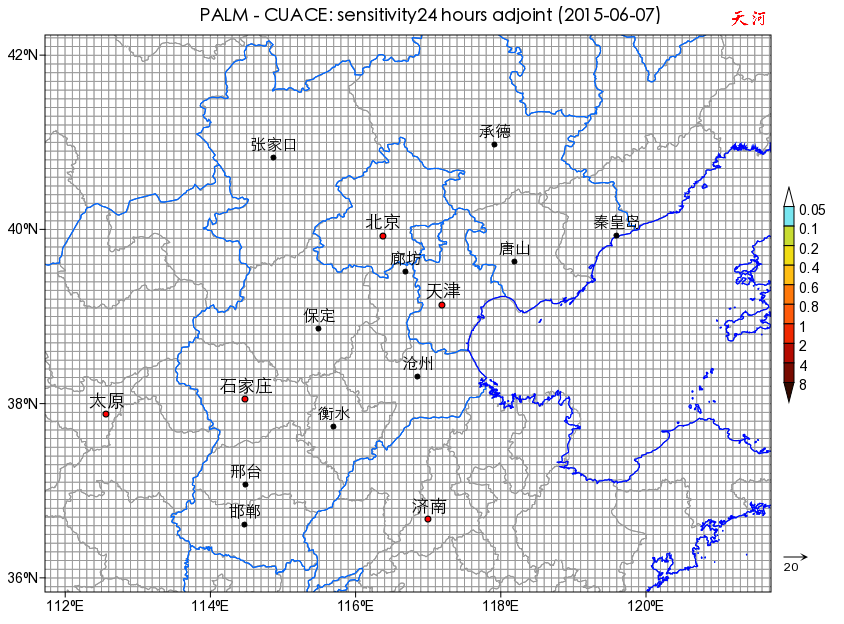 PALM - CUACE: sensitivity24 hours adjoint (2015-06-07)
天河
42°N
承德
张家口
秦皇岛
40°N
北京
唐山
廊坊
天津
保定
沧州
石家庄
太原
38°N
衡水
邢台
济南
邯郸
36°N
112°E
114°E
116°E
118°E
120°E
0.05
0.1
0.2
0.4
0.6
0.8
1
2
4
8
20